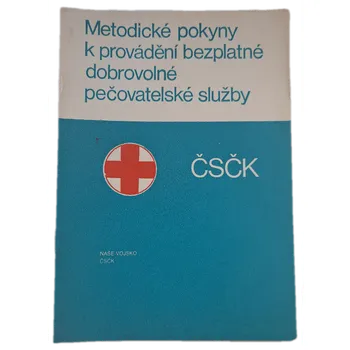 Metodické pokyny
k provádění bezplatné
dobrovolné
pečovatelské služby
ČSČK
NAŠE VOJSKO
ČSČK